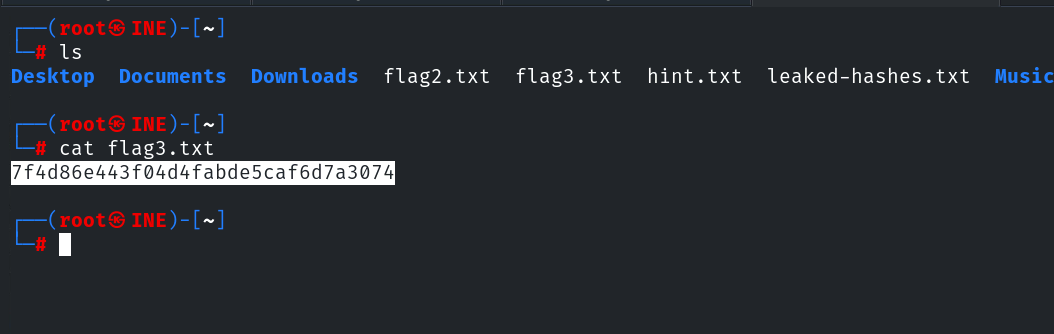 ┌──(root㉿INE)-[~]
└─# ls
Desktop  Documents  Downloads  flag2.txt  flag3.txt  hint.txt  leaked-hashes.txt  Music
┌──(root㉿INE)-[~]
└─# cat flag3.txt
7f4d86e443f04d4fabde5caf6d7a3074
┌──(root㉿INE)-[~]
└─#